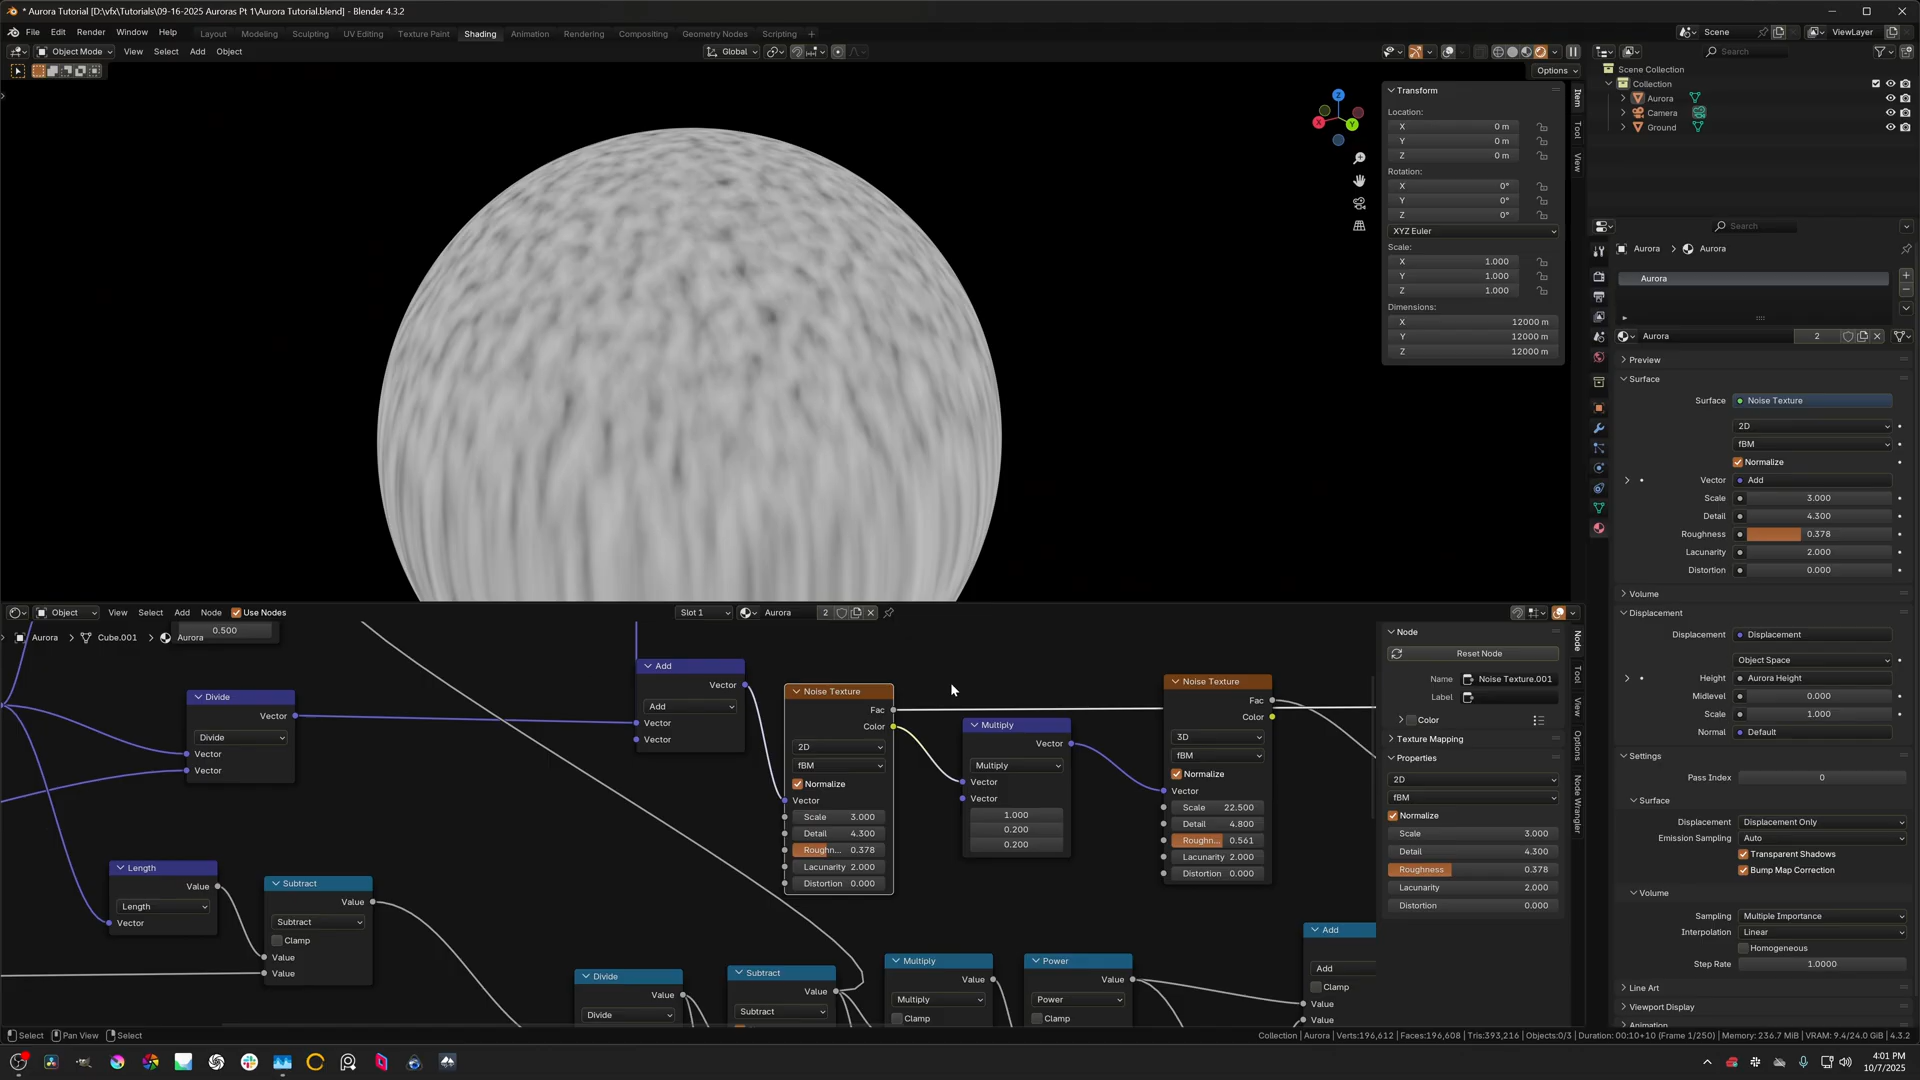 * Aurora Tutorial [D:\vfx\Tutorials\09-16-2025 Auroras Pt 1\Aurora Tutorial.blend] - Blender 4.3.2
File Edit Render Window Help Layout Modeling Sculpting UV Editing Texture Paint Shading Animation Rendering Compositing Geometry Nodes Scripting + Scene ViewLayer
Object Mode View Select Add Object Global Search
Options
Scene Collection
Collection
Aurora
Camera
Ground
Transform
Location:
X 0 m
Y 0 m
Z 0 m
Rotation:
X 0°
Y 0°
Z 0°
XYZ Euler
Scale:
X 1.000
Y 1.000
Z 1.000
Dimensions:
X 12000 m
Y 12000 m
Z 12000 m
Item
Tool
View
Z
X
Y
Search
Aurora > Aurora
Aurora
Aurora 2
Preview
Surface
Surface Noise Texture
2D
fBM
Normalize
Vector Add
Scale 3.000
Detail 4.300
Roughness 0.378
Lacunarity 2.000
Distortion 0.000
Volume
Displacement
Displacement Displacement
Object Space
Height Aurora Height
Midlevel 0.000
Scale 1.000
Normal Default
Settings
Pass Index 0
Surface
Displacement Displacement Only
Emission Sampling Auto
Transparent Shadows
Bump Map Correction
Volume
Sampling Multiple Importance
Interpolation Linear
Homogeneous
Step Rate 1.0000
Line Art
Viewport Display
Animation
Object View Select Add Node Use Nodes Slot 1 Aurora 2
Aurora > Cube.001 > Aurora
0.500
Divide
Vector
Divide
Vector
Vector
Length
Value
Length
Vector
Subtract
Value
Subtract
Clamp
Value
Value
Add
Vector
Add
Vector
Vector
Noise Texture
Fac
Color
2D
fBM
Normalize
Vector
Scale 3.000
Detail 4.300
Roughn... 0.378
Lacunarity 2.000
Distortion 0.000
Multiply
Vector
Multiply
Vector
Vector
1.000
0.200
0.200
Noise Texture
Fac
Color
3D
fBM
Normalize
Vector
Scale 22.500
Detail 4.800
Roughn... 0.561
Lacunarity 2.000
Distortion 0.000
Divide
Value
Divide
Subtract
Value
Subtract
Multiply
Value
Multiply
Clamp
Power
Value
Power
Clamp
Add
Add
Clamp
Value
Value
Node
Reset Node
Name Noise Texture.001
Label
Color
Texture Mapping
Properties
2D
fBM
Normalize
Scale 3.000
Detail 4.300
Roughness 0.378
Lacunarity 2.000
Distortion 0.000
Node
Tool
View
Options
Node Wrangler
Select Pan View Select
Collection | Aurora | Verts:196,612 | Faces:196,608 | Tris:393,216 | Objects:0/3 | Duration: 00:10+10 (Frame 1/250) | Memory: 236.7 MiB | VRAM: 9.4/24.0 GiB | 4.3.2
4:01 PM
10/7/2025